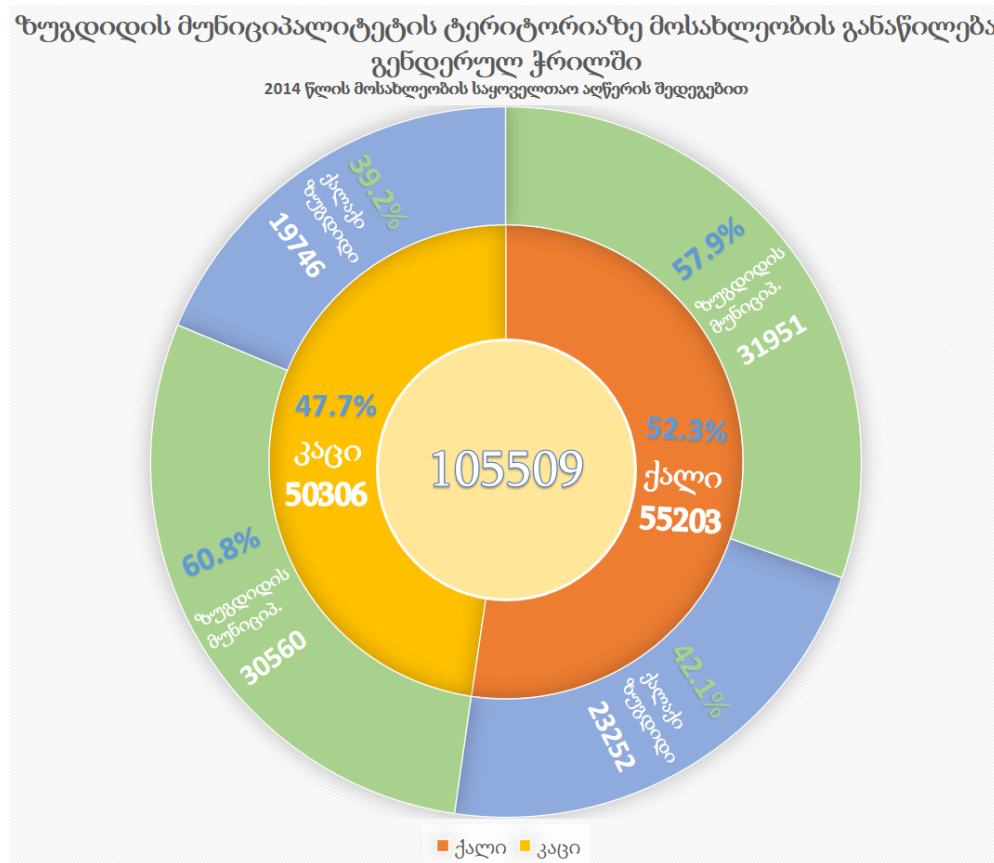 ზუგდიდის მუნიციპალიტეტის ტერიტორიაზე მოსახლეობის განაწილება
გენდერულ ჭრილში
2014 წლის მოსახლეობის საყოველთაო აღწერის შედეგებით
39.2%
ქალაქი
ზუგდიდი
19746
57.9%
ზუგდიდის
მუნიციპ.
31951
47.7%
კაცი
50306
105509
52.3%
ქალი
55203
60.8%
ზუგდიდის
მუნიციპ.
30560
42.1%
ქალაქი
ზუგდიდი
23252
ქალი კაცი